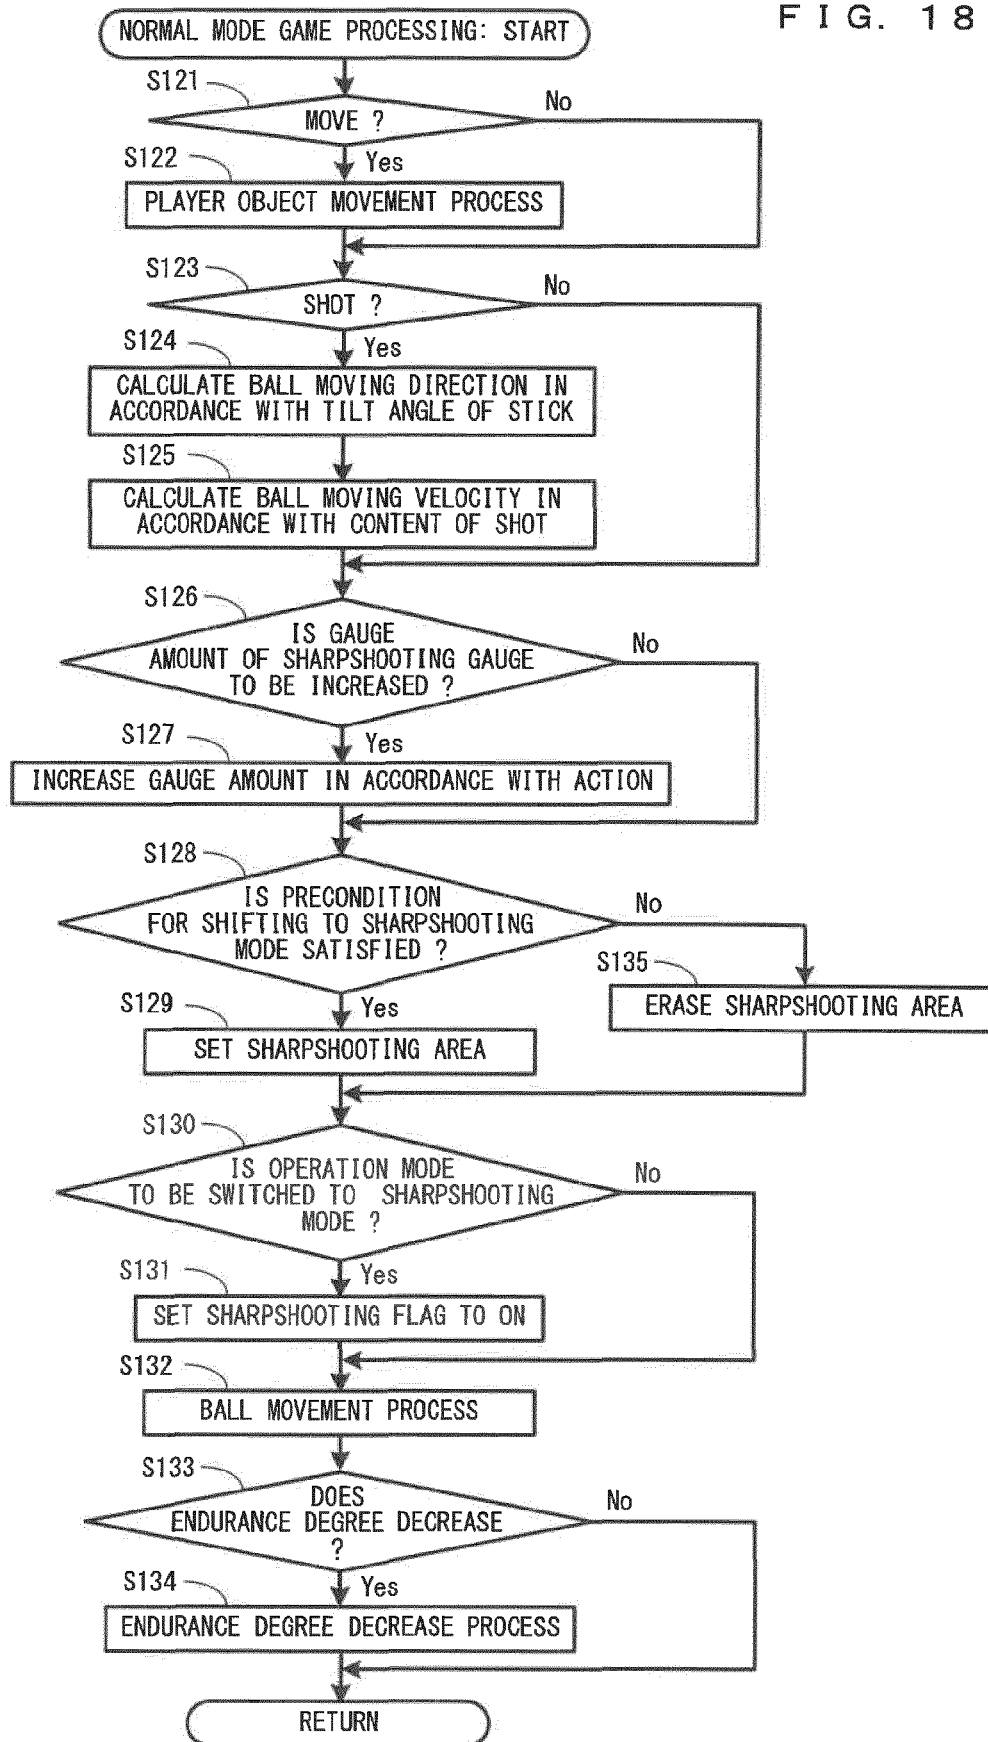 FIG. 18
NORMAL MODE GAME PROCESSING: START
S121
MOVE ?
No
Yes
S122
PLAYER OBJECT MOVEMENT PROCESS
S123
SHOT ?
No
Yes
S124
CALCULATE BALL MOVING DIRECTION IN
ACCORDANCE WITH TILT ANGLE OF STICK
S125
CALCULATE BALL MOVING VELOCITY IN
ACCORDANCE WITH CONTENT OF SHOT
S126
IS GAUGE
AMOUNT OF SHARPSHOOTING GAUGE
TO BE INCREASED ?
No
Yes
S127
INCREASE GAUGE AMOUNT IN ACCORDANCE WITH ACTION
S128
IS PRECONDITION
FOR SHIFTING TO SHARPSHOOTING
MODE SATISFIED ?
No
Yes
S135
ERASE SHARPSHOOTING AREA
S129
SET SHARPSHOOTING AREA
S130
IS OPERATION MODE
TO BE SWITCHED TO SHARPSHOOTING
MODE ?
No
Yes
S131
SET SHARPSHOOTING FLAG TO ON
S132
BALL MOVEMENT PROCESS
S133
DOES
ENDURANCE DEGREE DECREASE
?
No
Yes
S134
ENDURANCE DEGREE DECREASE PROCESS
RETURN